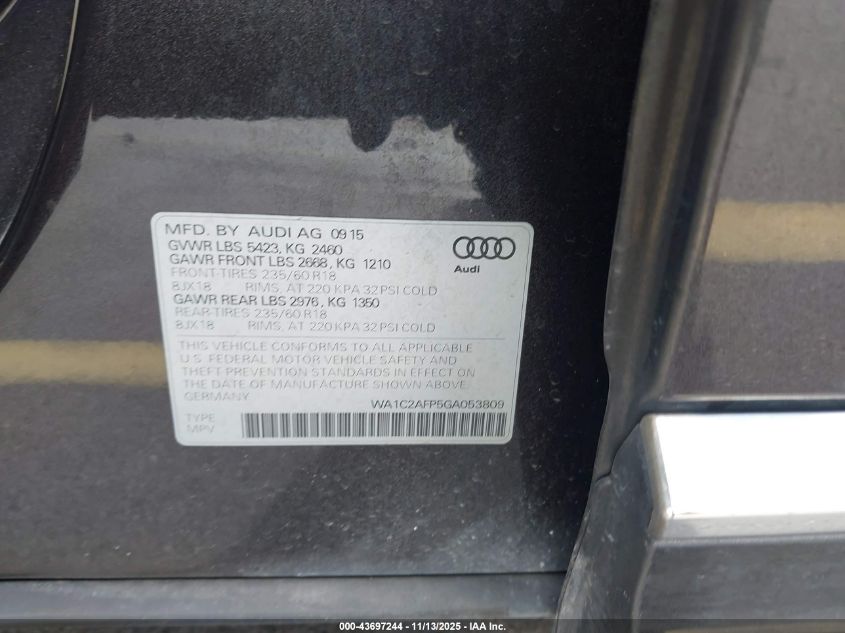 MFD. BY AUDI AG 09 15
GVWR LBS 5423, KG 2460
GAWR FRONT LBS 2668, KG 1210
FRONT-TIRES 235/60 R18
8JX18 RIMS, AT 220 KPA 32 PSI COLD
GAWR REAR LBS 2976, KG 1350
REAR-TIRES 235/60 R18
8JX18 RIMS, AT 220 KPA 32 PSI COLD
Audi
THIS VEHICLE CONFORMS TO ALL APPLICABLE
U.S. FEDERAL MOTOR VEHICLE SAFETY AND
THEFT PREVENTION STANDARDS IN EFFECT ON
THE DATE OF MANUFACTURE SHOWN ABOVE.
GERMANY WA1C2AFP5GA053809
TYPE
MPV
000-43697244 - 11/13/2025 - IAA Inc.